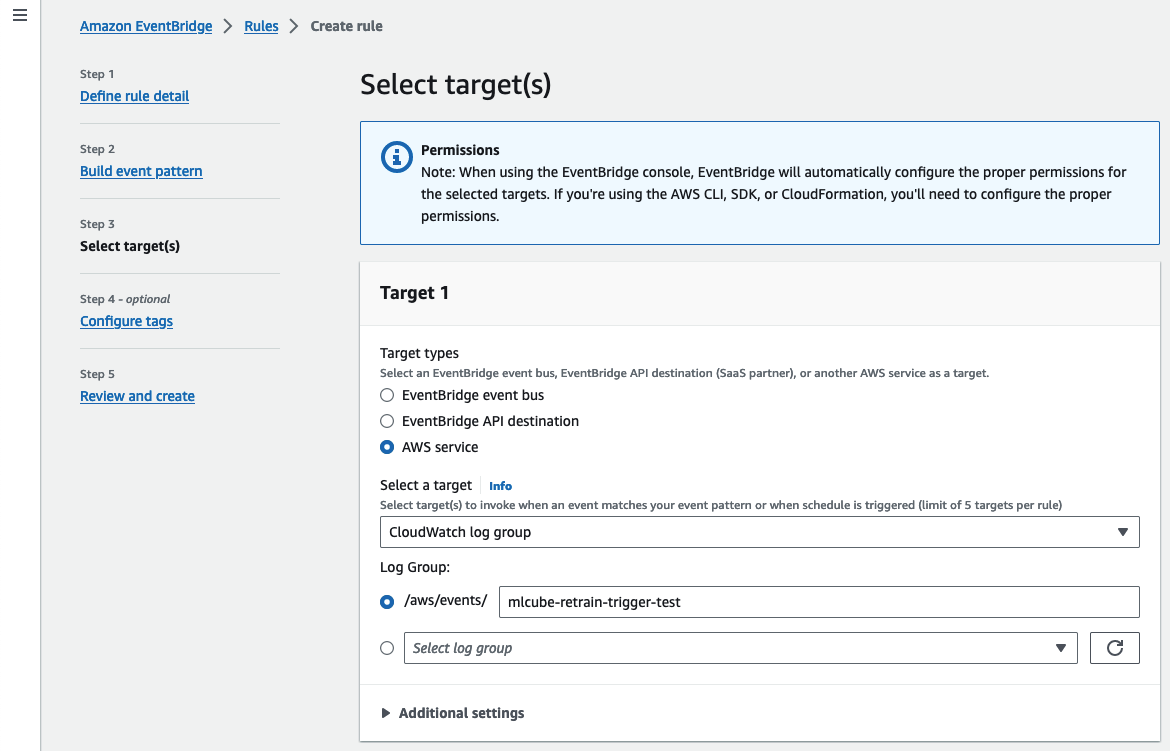 Amazon EventBridge > Rules > Create rule
Step 1
Define rule detail
Step 2
Build event pattern
Step 3
Select target(s)
Step 4 - optional
Configure tags
Step 5
Review and create
Select target(s)
Permissions
Note: When using the EventBridge console, EventBridge will automatically configure the proper permissions for
the selected targets. If you're using the AWS CLI, SDK, or CloudFormation, you'll need to configure the proper
permissions.
Target 1
Target types
Select an EventBridge event bus, EventBridge API destination (SaaS partner), or another AWS service as a target.
EventBridge event bus
EventBridge API destination
AWS service
Select a target Info
Select target(s) to invoke when an event matches your event pattern or when schedule is triggered (limit of 5 targets per rule)
CloudWatch log group
Log Group:
/aws/events/ mlcube-retrain-trigger-test
Select log group
Additional settings